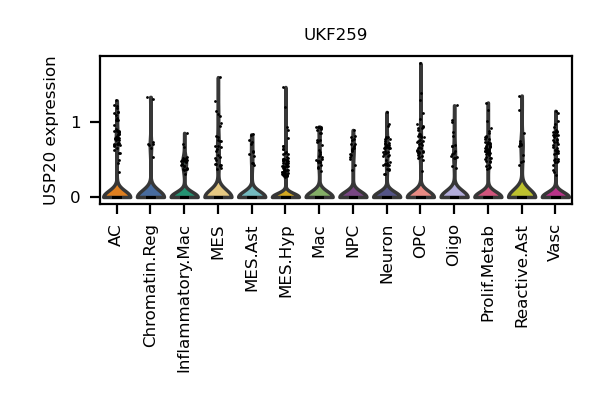 UKF259
USP20 expression
1
0
AC
Chromatin.Reg
Inflammatory.Mac
MES
MES.Ast
MES.Hyp
Mac
NPC
Neuron
OPC
Oligo
Prolif.Metab
Reactive.Ast
Vasc